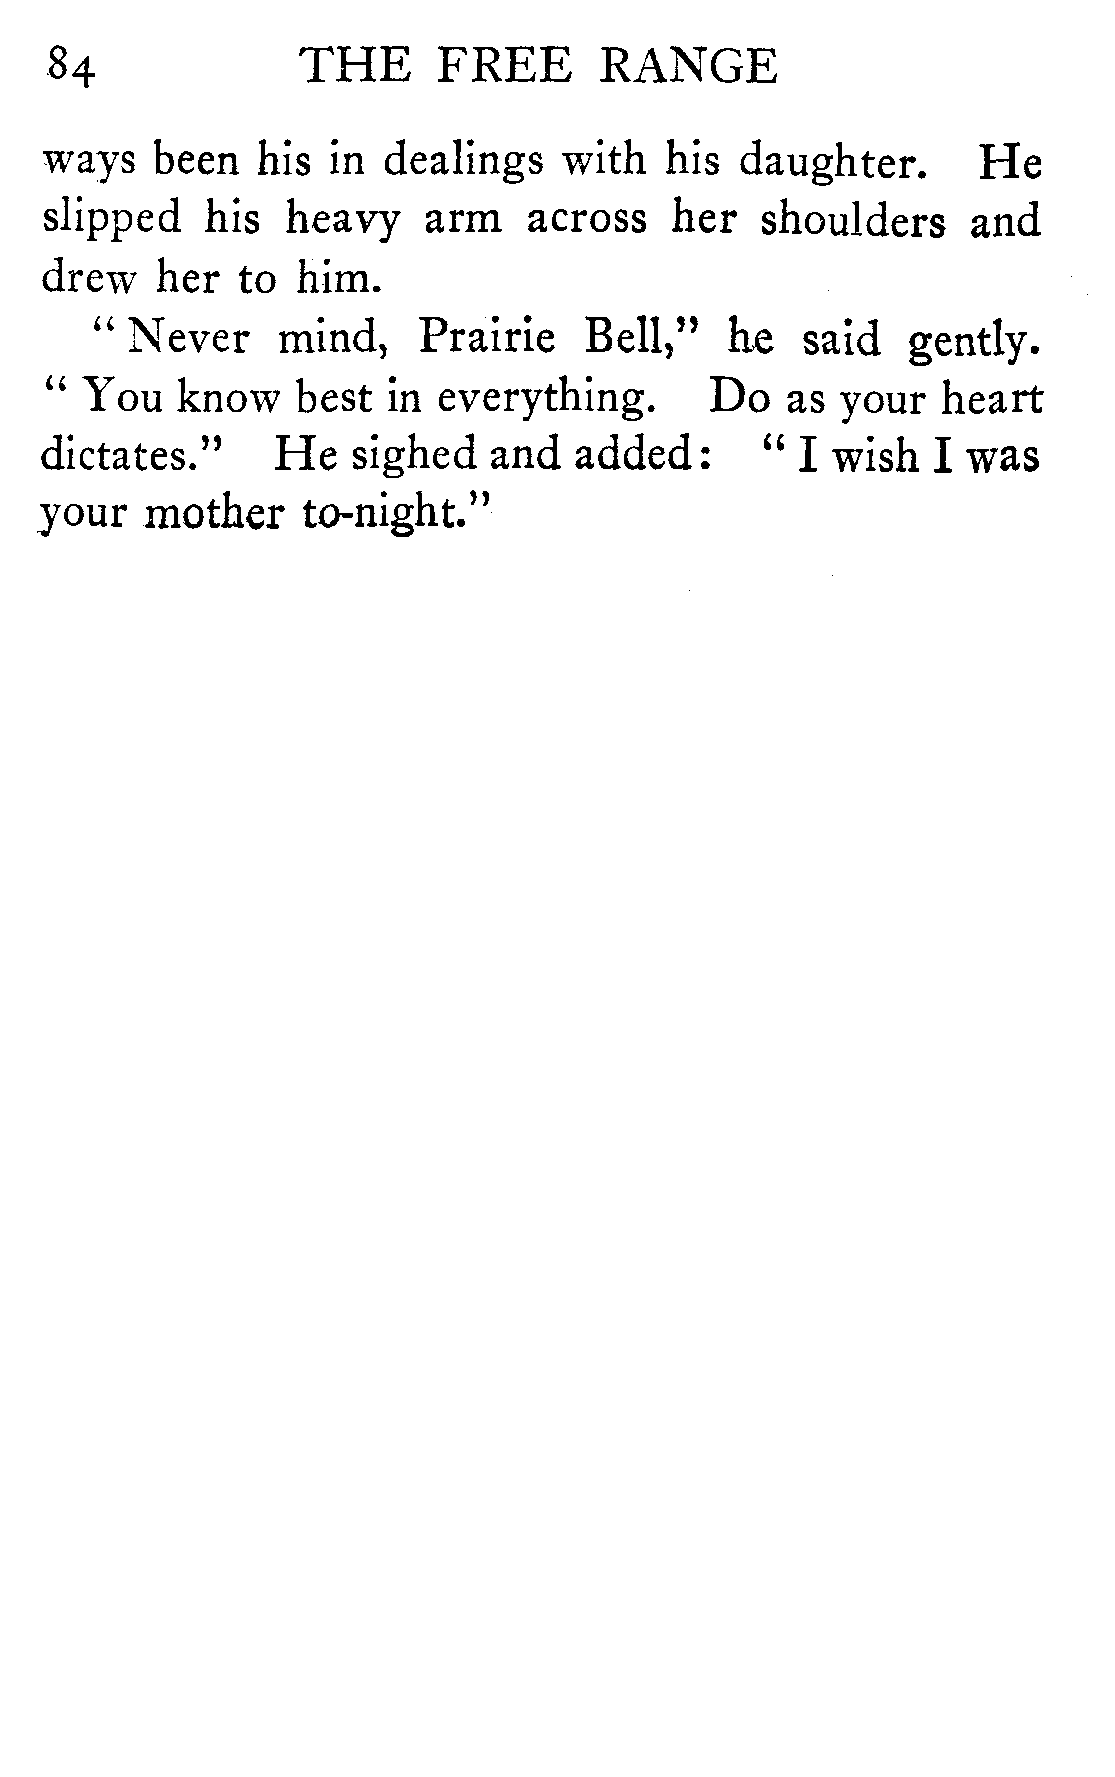 84 THE FREE RANGE
ways been his in dealings with his daughter. He
slipped his heavy arm across her shoulders and
drew her to him.
" Never mind, Prairie Bell," he said gently.
" You know best in everything. Do as your heart
dictates." He sighed and added: " I wish I was
your mother to-night."